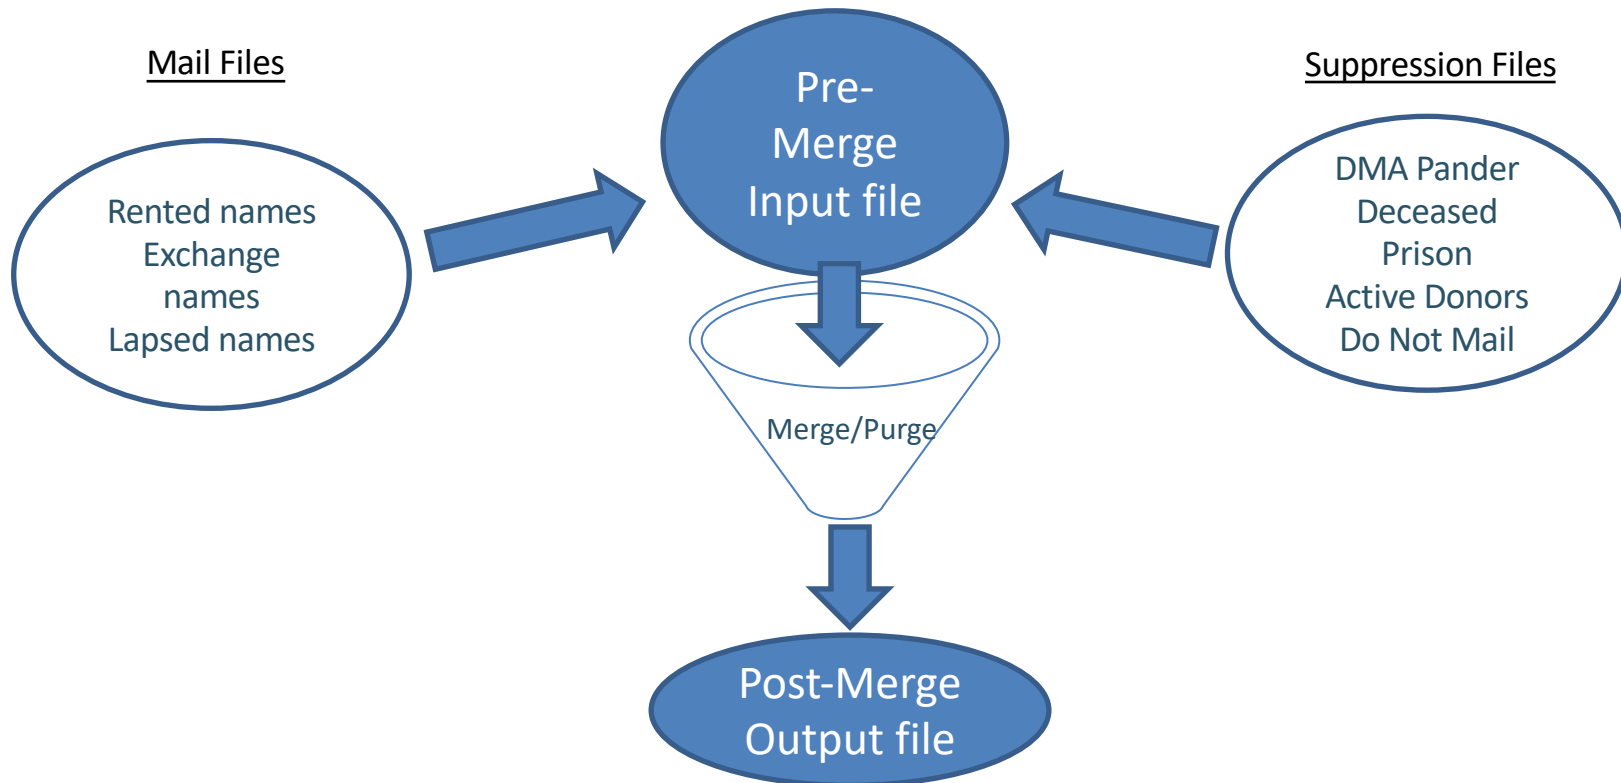 Mail Files
Rented names
Exchange
names
Lapsed names
Pre-
Merge
Input file
Suppression Files
DMA Pander
Deceased
Prison
Active Donors
Do Not Mail
Merge/Purge
Post-Merge
Output file